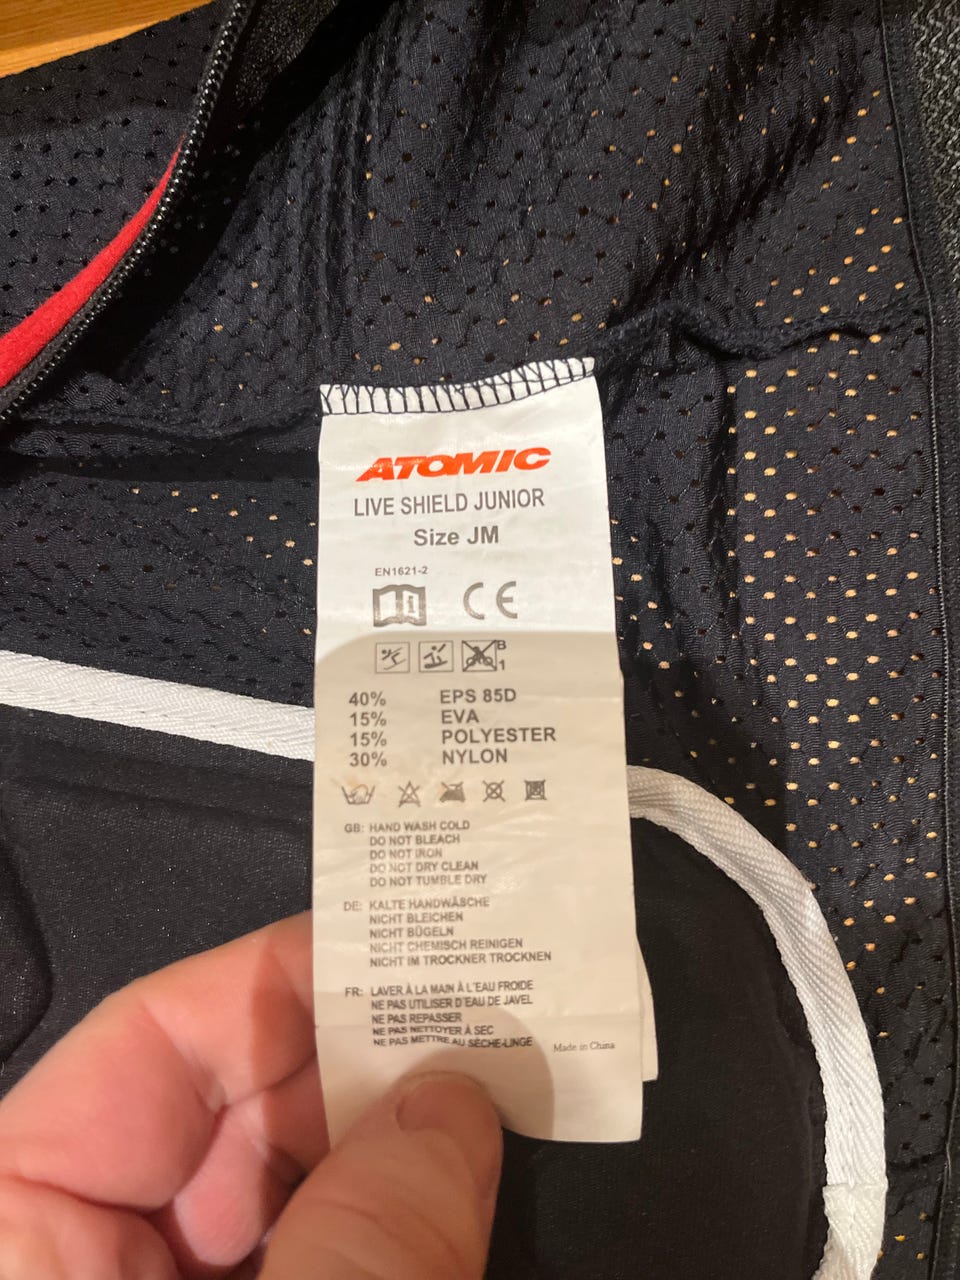 ATOMIC
LIVE SHIELD JUNIOR
Size JM
EN1621-2
i CE
B
1
40% EPS 85D
15% EVA
15% POLYESTER
30% NYLON
GB: HAND WASH COLD
DO NOT BLEACH
DO NOT IRON
DO NOT DRY CLEAN
DO NOT TUMBLE DRY
DE: KALTE HANDWÄSCHE
NICHT BLEICHEN
NICHT BÜGELN
NICHT CHEMISCH REINIGEN
NICHT IM TROCKNER TROCKNEN
FR: LAVER À LA MAIN À L'EAU FROIDE
NE PAS UTILISER D'EAU DE JAVEL
NE PAS REPASSER
NE PAS NETTOYER À SEC
NE PAS METTRE AU SÈCHE-LINGE Made in China